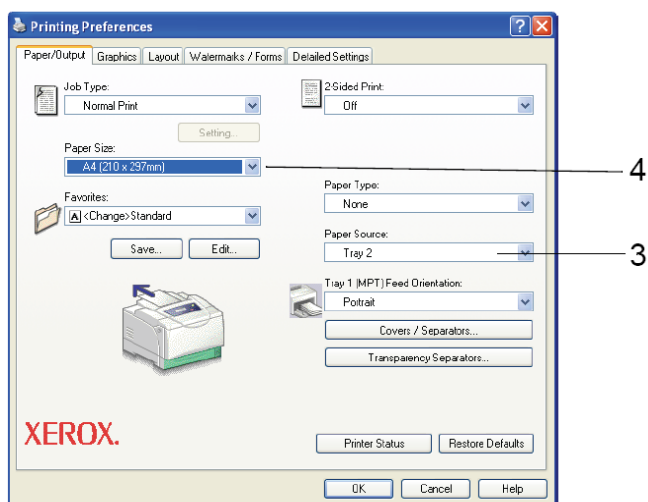 Printing Preferences
Paper/Output Graphics Layout Watermarks / Forms Detailed Settings
Job Type:
Normal Print
Setting...
Paper Size:
A4 (210 x 297mm)
Favorites:
A <Change>Standard
Save... Edit...
2-Sided Print:
Off
4
Paper Type:
None
Paper Source:
Tray 2
3
Tray 1 (MPT) Feed Orientation:
Portrait
Covers / Separators...
Transparency Separators...
XEROX.
Printer Status Restore Defaults
OK Cancel Help